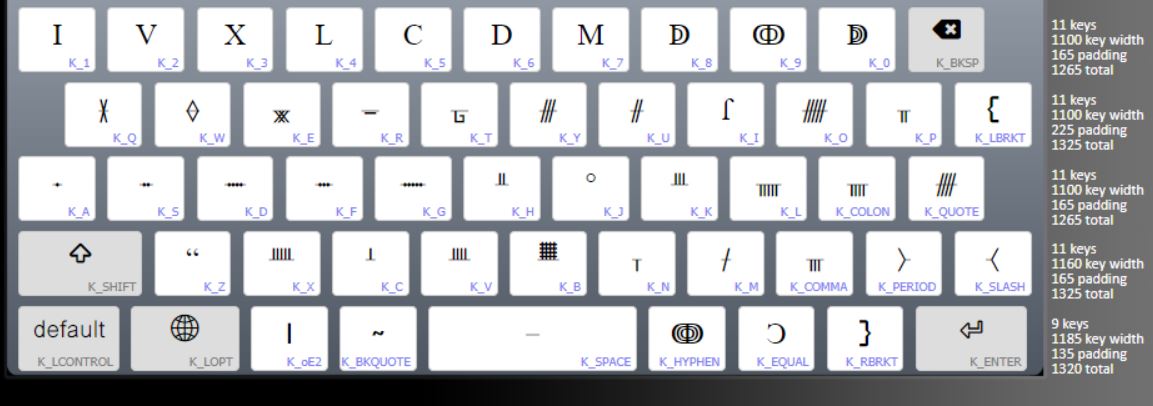 I V X L C D M ↁ ↂ ↇ
K_1 K_2 K_3 K_4 K_5 K_6 K_7 K_8 K_9 K_0 K_BKSP
11 keys
1100 key width
165 padding
1265 total
ᚕ ᚖ ᚘ   ᚚ ᚍ ᚌ ᚗ ᚏ ᚂ {
K_Q K_W K_E K_R K_T K_Y K_U K_I K_O K_P K_LBRKT
11 keys
1100 key width
225 padding
1325 total
ᚐ ᚑ ᚓ ᚒ ᚔ ᚇ ○ ᚈ ᚅ ᚄ ᚎ
K_A K_S K_D K_F K_G K_H K_J K_K K_L K_COLON K_QUOTE
11 keys
1100 key width
165 padding
1265 total
“ ᚊ ᚆ ᚉ ᚙ ᚁ ᚋ ᚃ ᚛ ᚜
K_SHIFT K_Z K_X K_C K_V K_B K_N K_M K_COMMA K_PERIOD K_SLASH
11 keys
1160 key width
165 padding
1325 total
default | ~   ↈ Ↄ }
K_LCONTROL K_LOPT K_oE2 K_BKQUOTE K_SPACE K_HYPHEN K_EQUAL K_RBRKT K_ENTER
9 keys
1185 key width
135 padding
1320 total